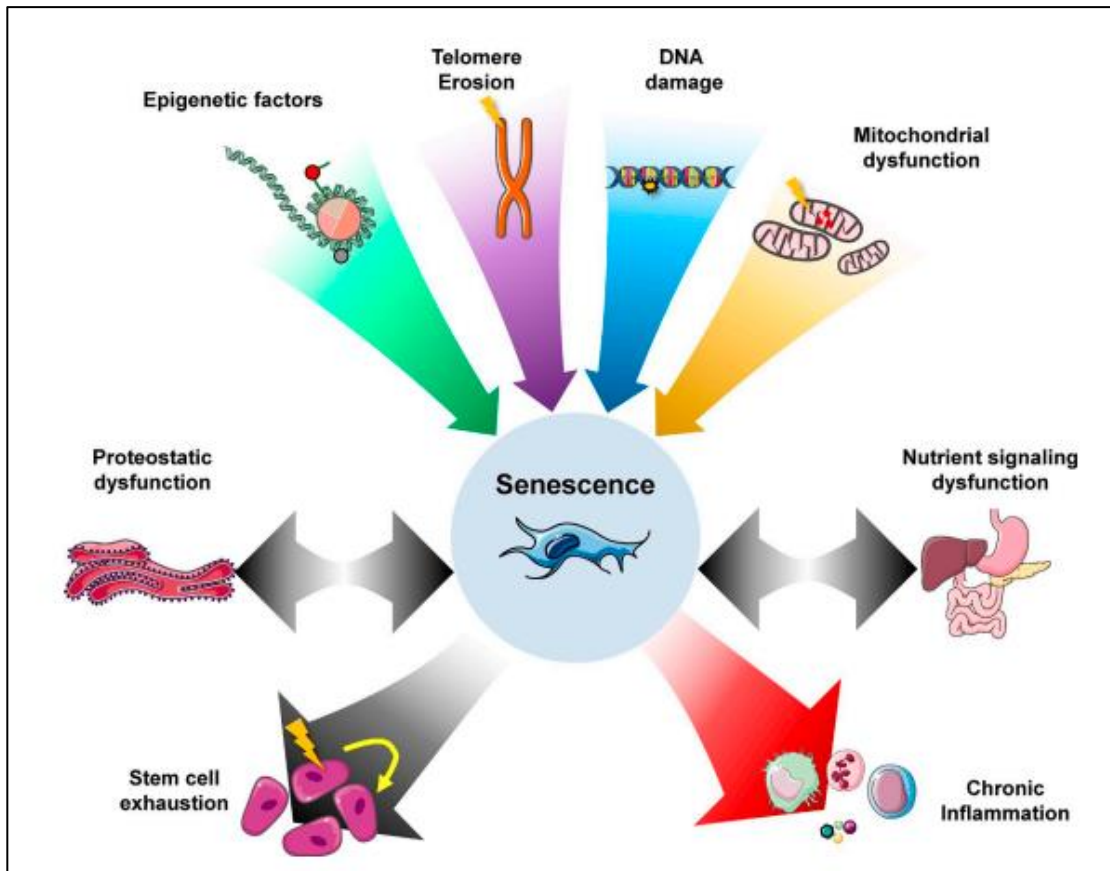 Telomere
Erosion
DNA
damage
Epigenetic factors
Mitochondrial
dysfunction
Proteostatic
dysfunction
Senescence
Nutrient signaling
dysfunction
Stem cell
exhaustion
Chronic
Inflammation